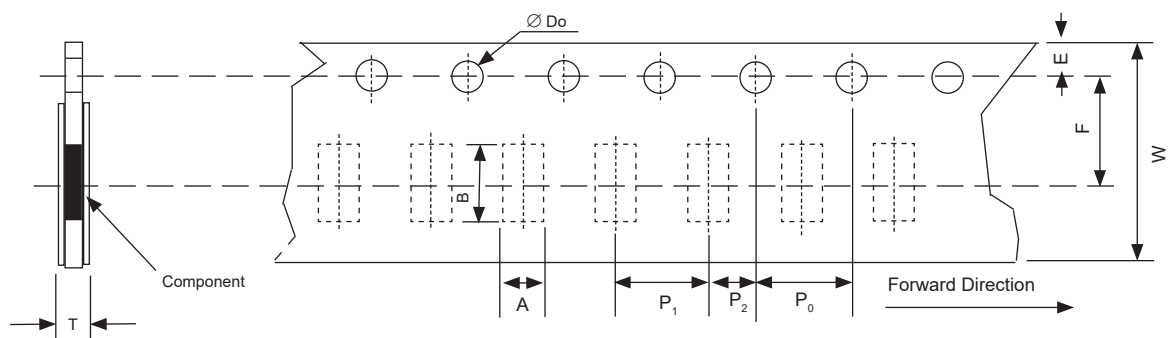 ∅ Do
E
F
W
B
Component
A
P₁
P₂
P₀
Forward Direction
T